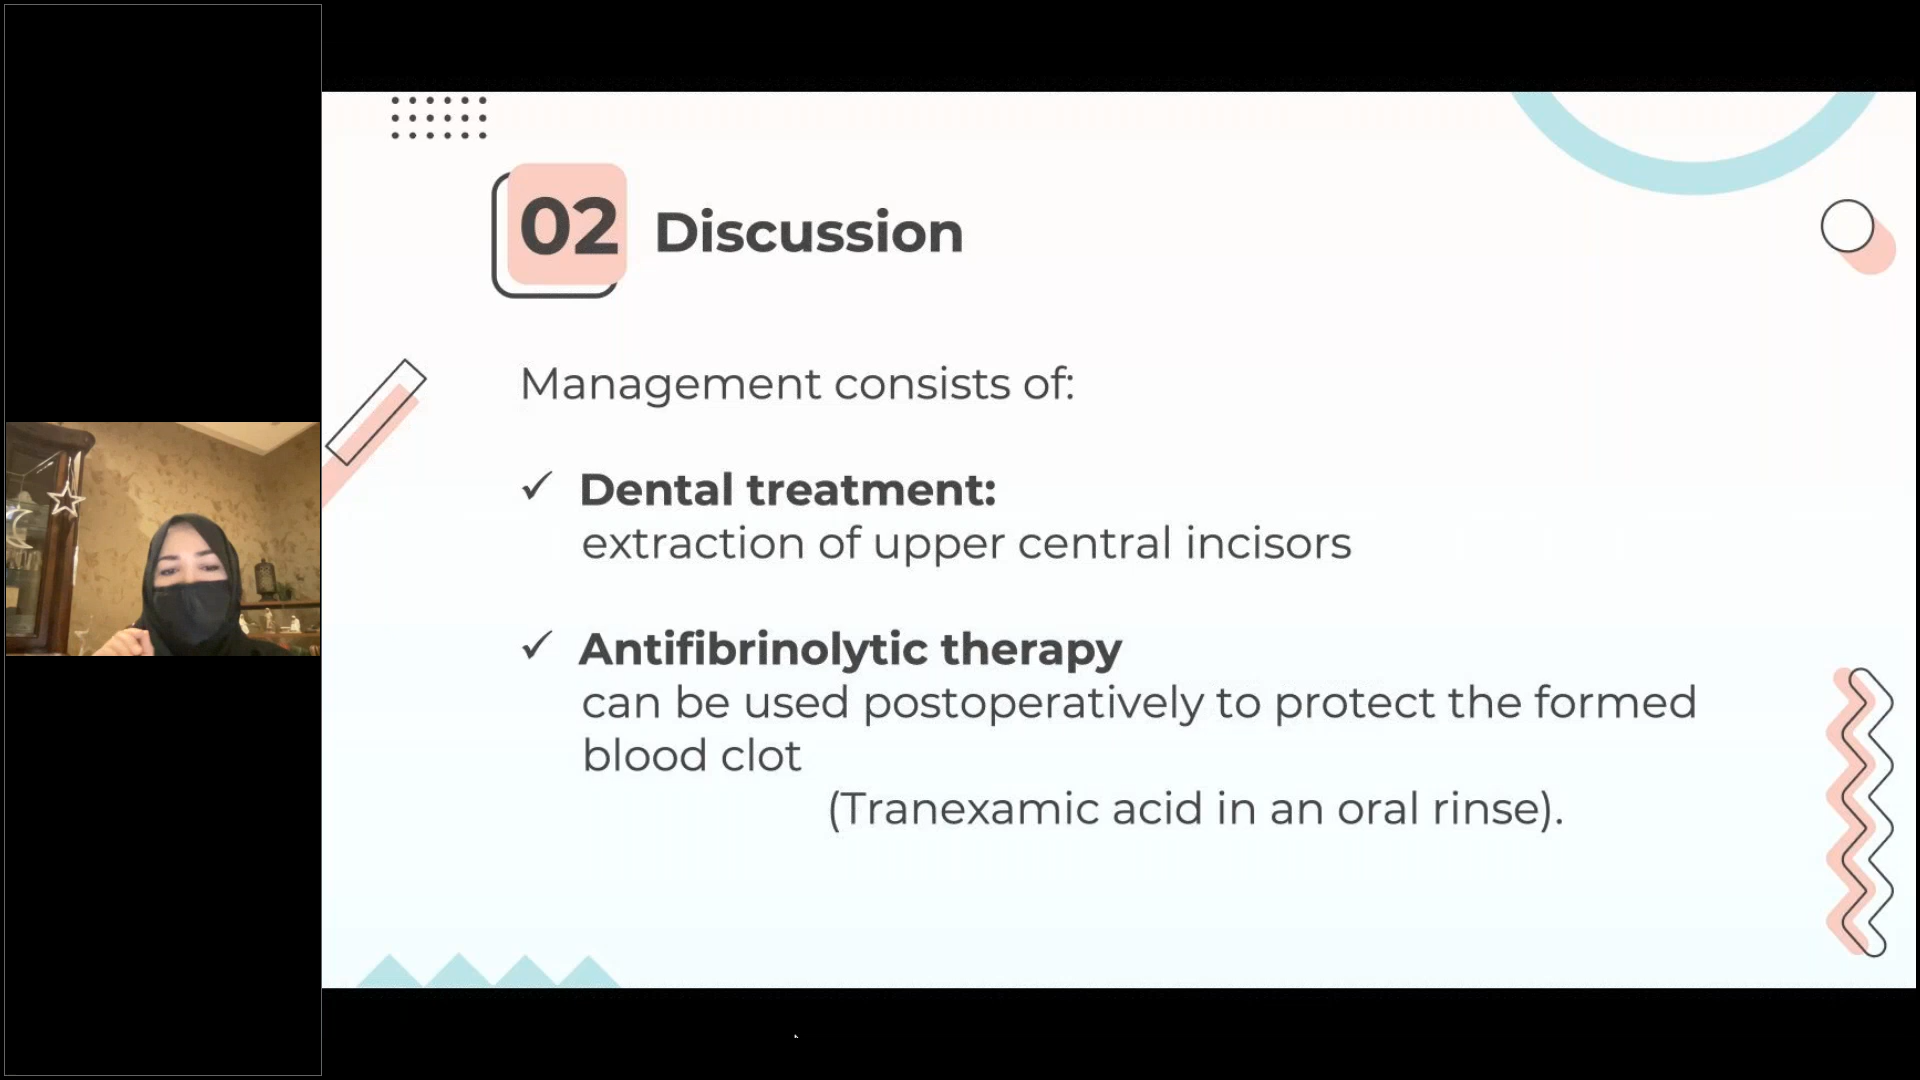 02 Discussion
Management consists of:
✓ Dental treatment:
extraction of upper central incisors
✓ Antifibrinolytic therapy
can be used postoperatively to protect the formed
blood clot
(Tranexamic acid in an oral rinse).